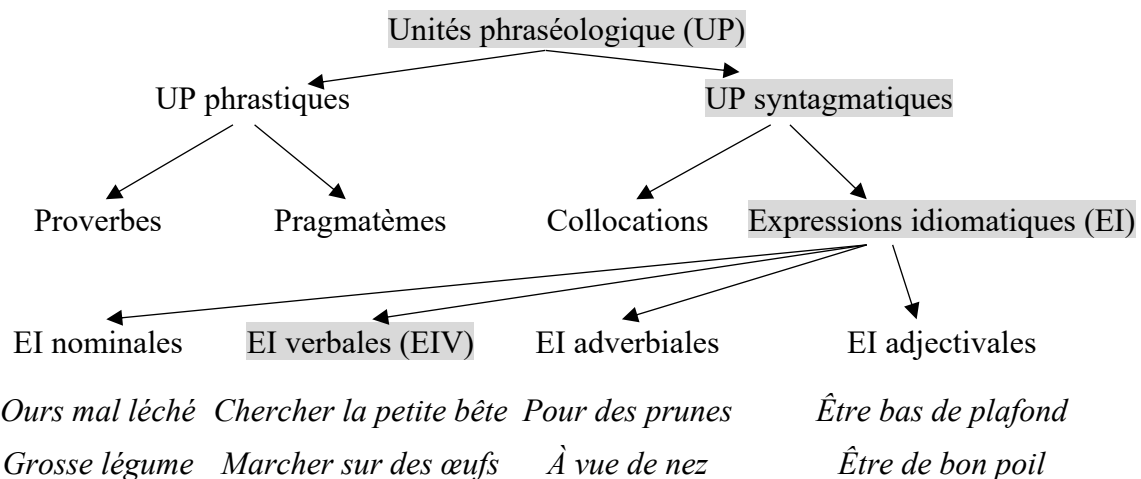 Unités phraséologique (UP)
UP phrastiques UP syntagmatiques
Proverbes Pragmatèmes Collocations Expressions idiomatiques (EI)
EI nominales EI verbales (EIV) EI adverbiales EI adjectivales
Ours mal léché Chercher la petite bête Pour des prunes Être bas de plafond
Grosse légume Marcher sur des œufs À vue de nez Être de bon poil